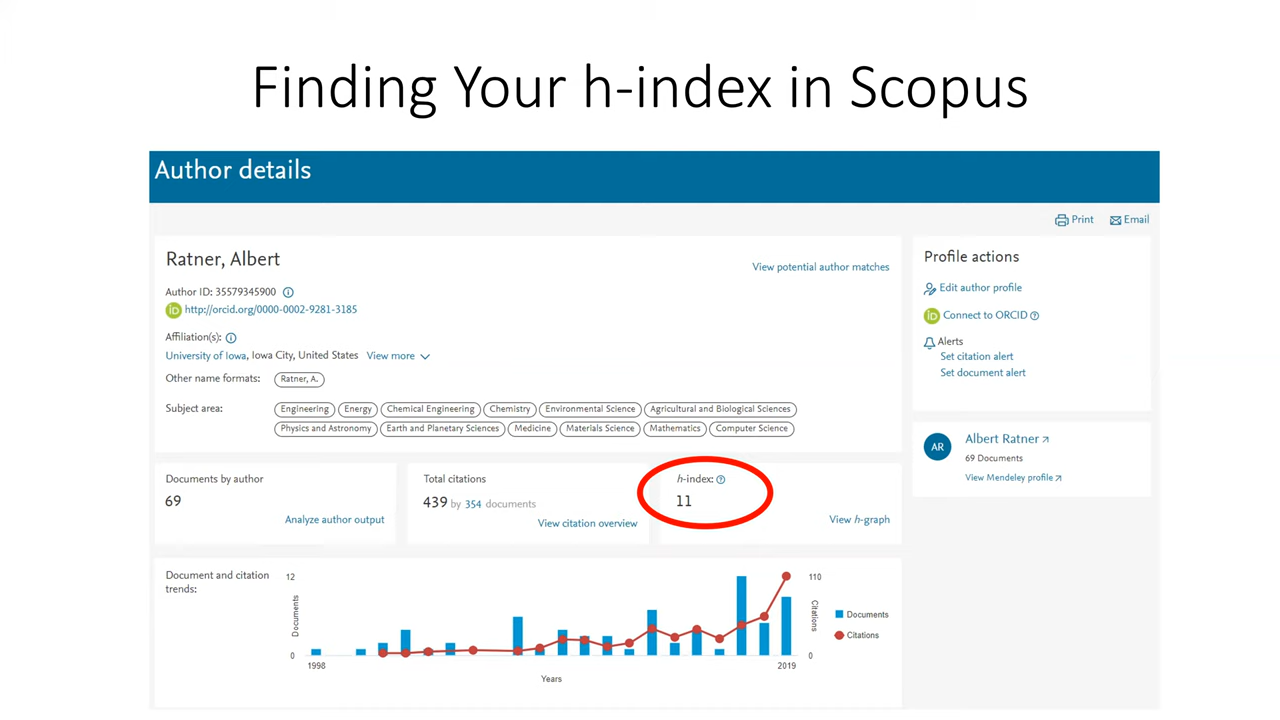 Finding Your h-index in Scopus
Author details
Print Email
Ratner, Albert
View potential author matches
Author ID: 35579345900
http://orcid.org/0000-0002-9281-3185
Affiliation(s):
University of Iowa, Iowa City, United States View more
Other name formats: Ratner, A.
Subject area: Engineering Energy Chemical Engineering Chemistry Environmental Science Agricultural and Biological Sciences
Physics and Astronomy Earth and Planetary Sciences Medicine Materials Science Mathematics Computer Science
Profile actions
Edit author profile
iD Connect to ORCID
Alerts
Set citation alert
Set document alert
AR
Albert Ratner
69 Documents
View Mendeley profile
Documents by author
69
Analyze author output
Total citations
439 by 354 documents
View citation overview
h-index:
11
View h-graph
Document and citation
trends:
12
Documents
0
1998
2019
Years
110
Citations
0
Documents
Citations